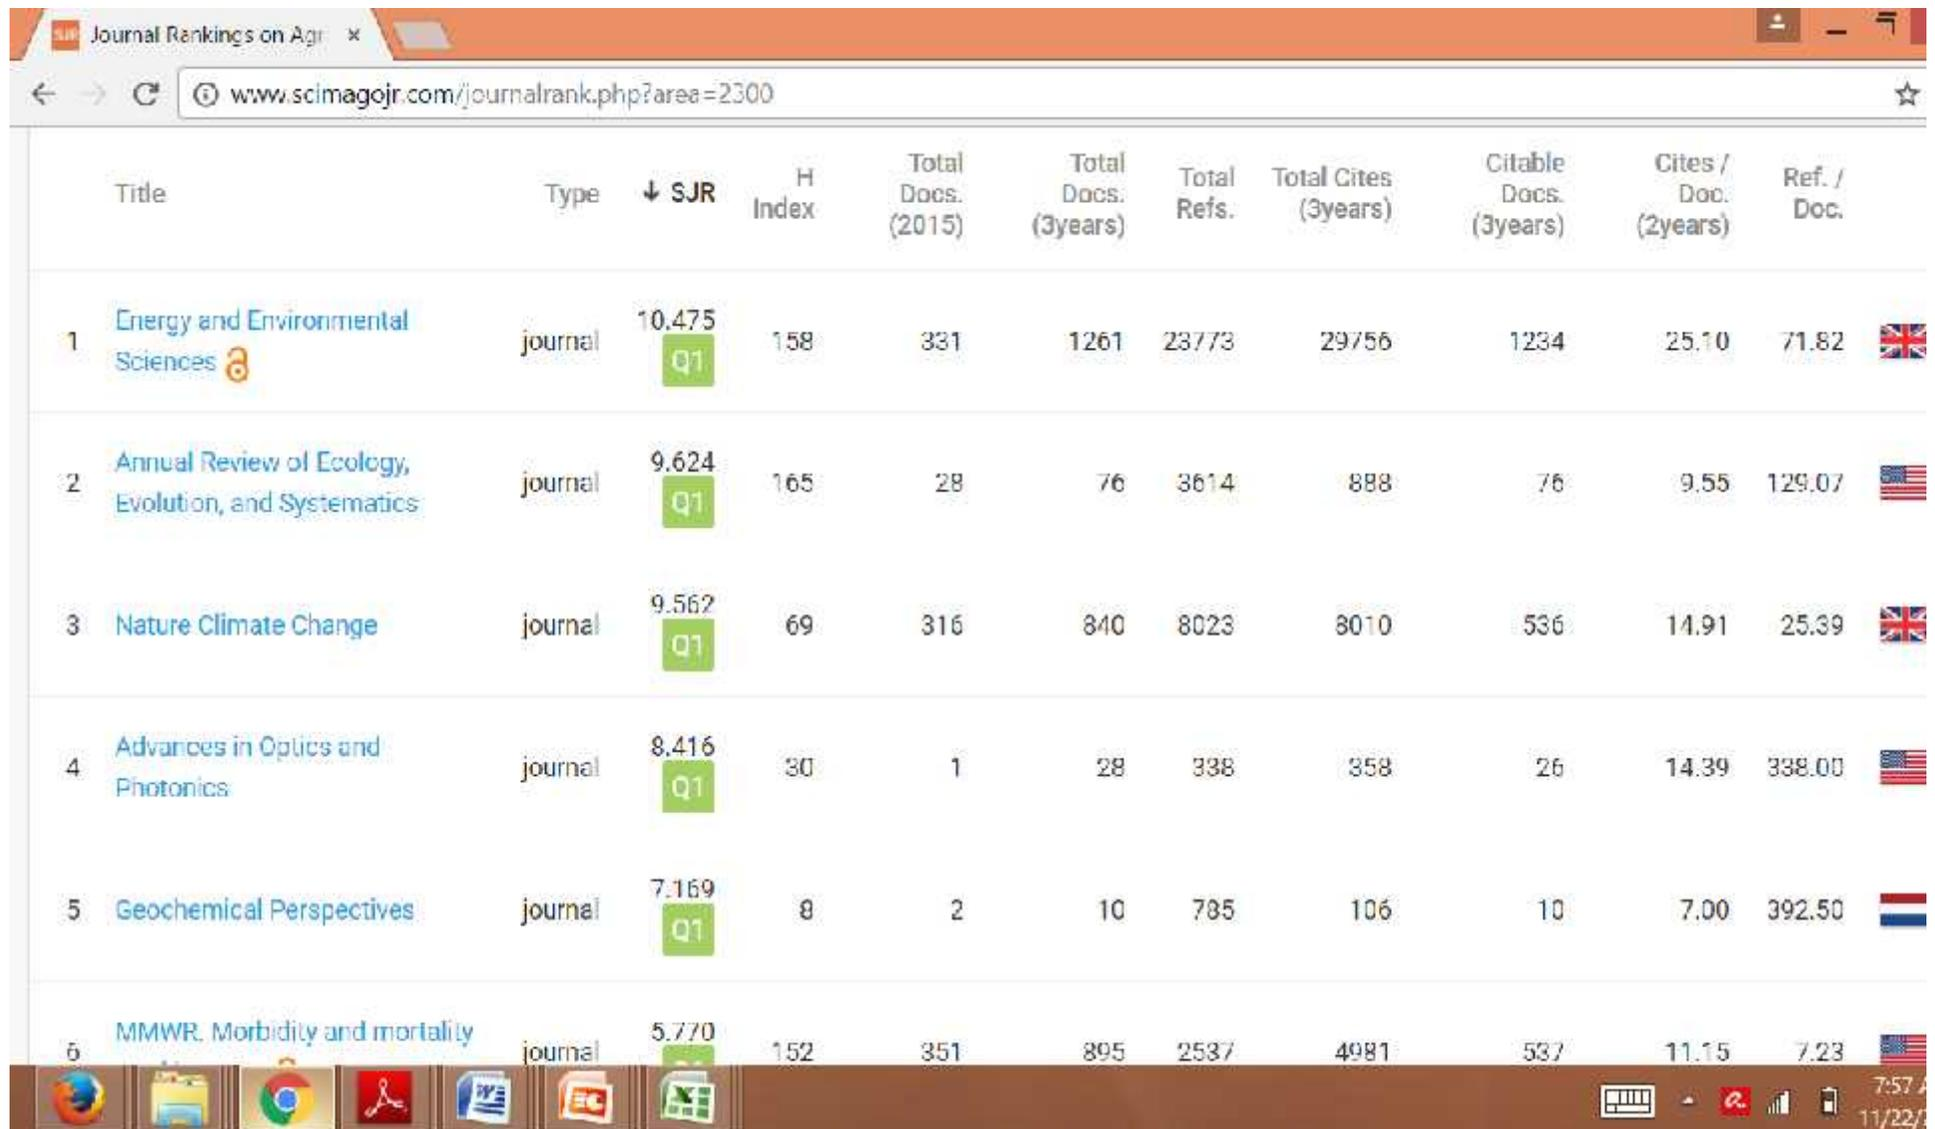 SJR Journal Rankings on Agr ×
www.scimagojr.com/journalrank.php?area=2300
Title Type ↓ SJR H Index Total Docs. (2015) Total Docs. (3years) Total Refs. Total Cites (3years) Citable Docs. (3years) Cites / Doc. (2years) Ref. / Doc.
1 Energy and Environmental Sciences journal 10.475 Q1 158 331 1261 23773 29756 1234 25.10 71.82
2 Annual Review of Ecology, Evolution, and Systematics journal 9.624 Q1 165 28 76 3614 888 76 9.55 129.07
3 Nature Climate Change journal 9.562 Q1 69 316 840 8023 8010 536 14.91 25.39
4 Advances in Optics and Photonics journal 8.416 Q1 30 1 28 338 358 26 14.39 338.00
5 Geochemical Perspectives journal 7.169 Q1 8 2 10 785 106 10 7.00 392.50
6 MMWR. Morbidity and mortality journal 5.770 152 351 895 2537 4981 537 11.15 7.23
7:57
11/22/